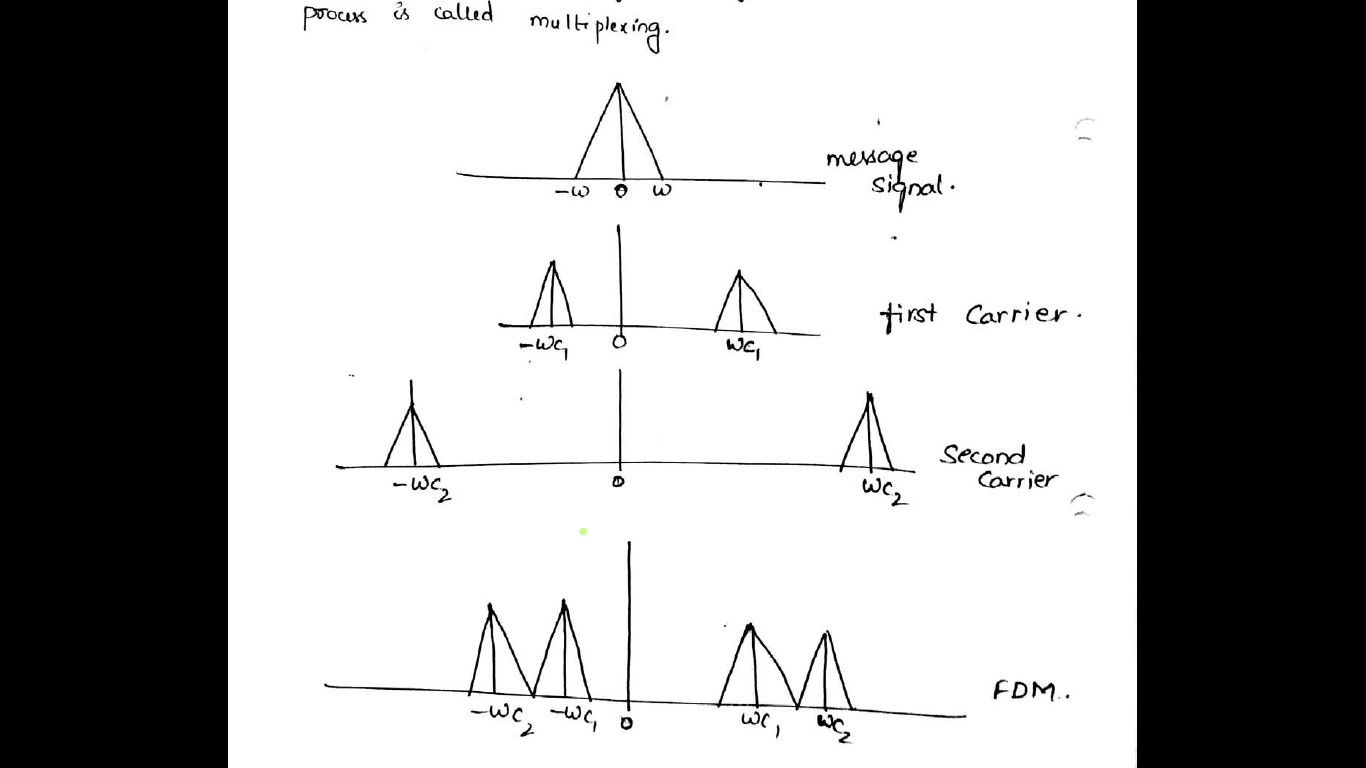 process is called multiplexing.
-ω 0 ω
message
signal.
-ωc₁ 0 ωc₁
first Carrier.
-ωc₂ 0 ωc₂
Second
Carrier
-ωc₂ -ωc₁ 0 ωc₁ ωc₂
FDM.